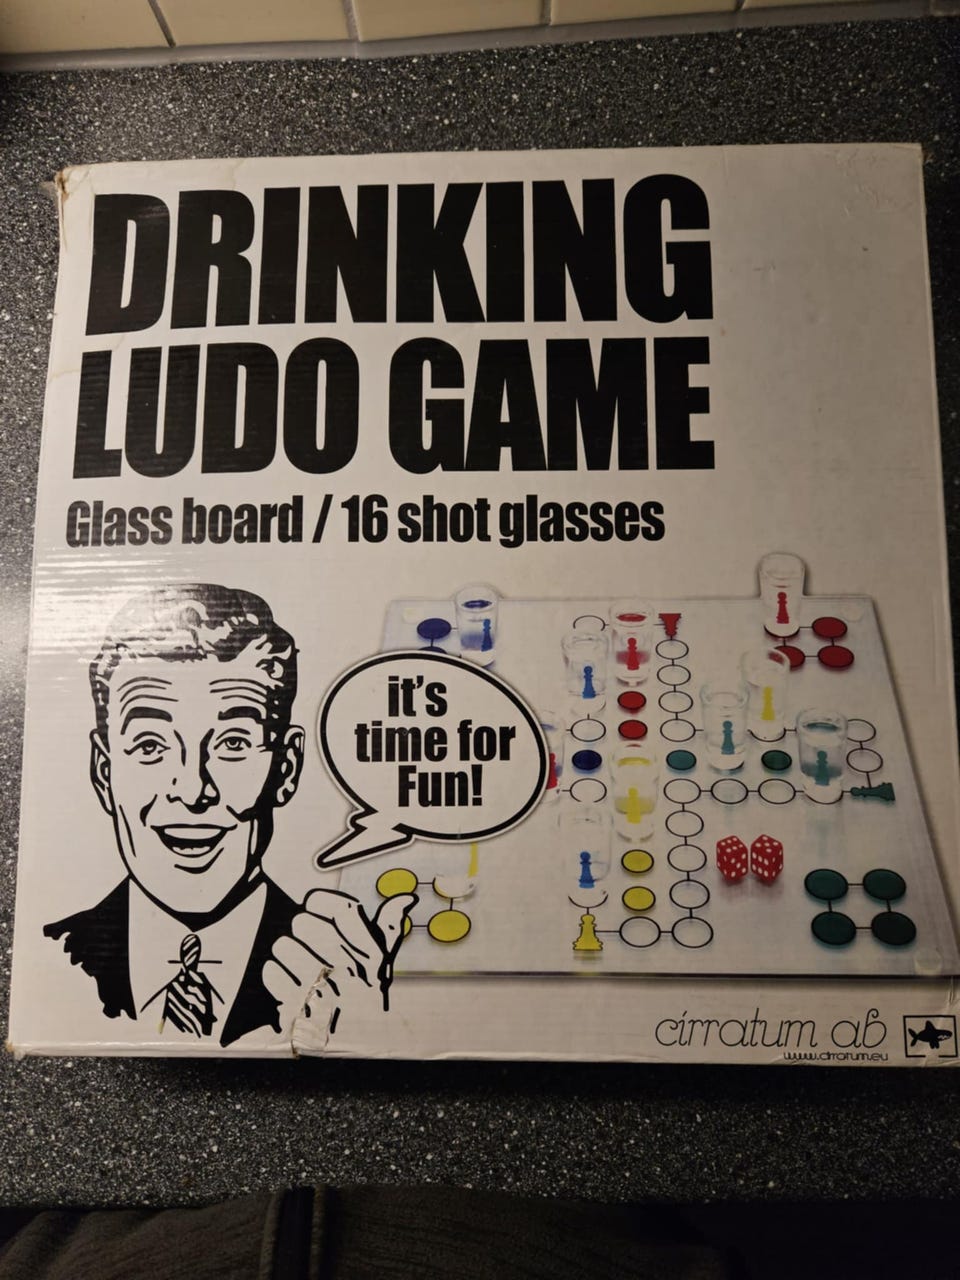 DRINKING
LUDO GAME
Glass board / 16 shot glasses
it's
time for
Fun!
cirratum ab
www.cirratum.eu